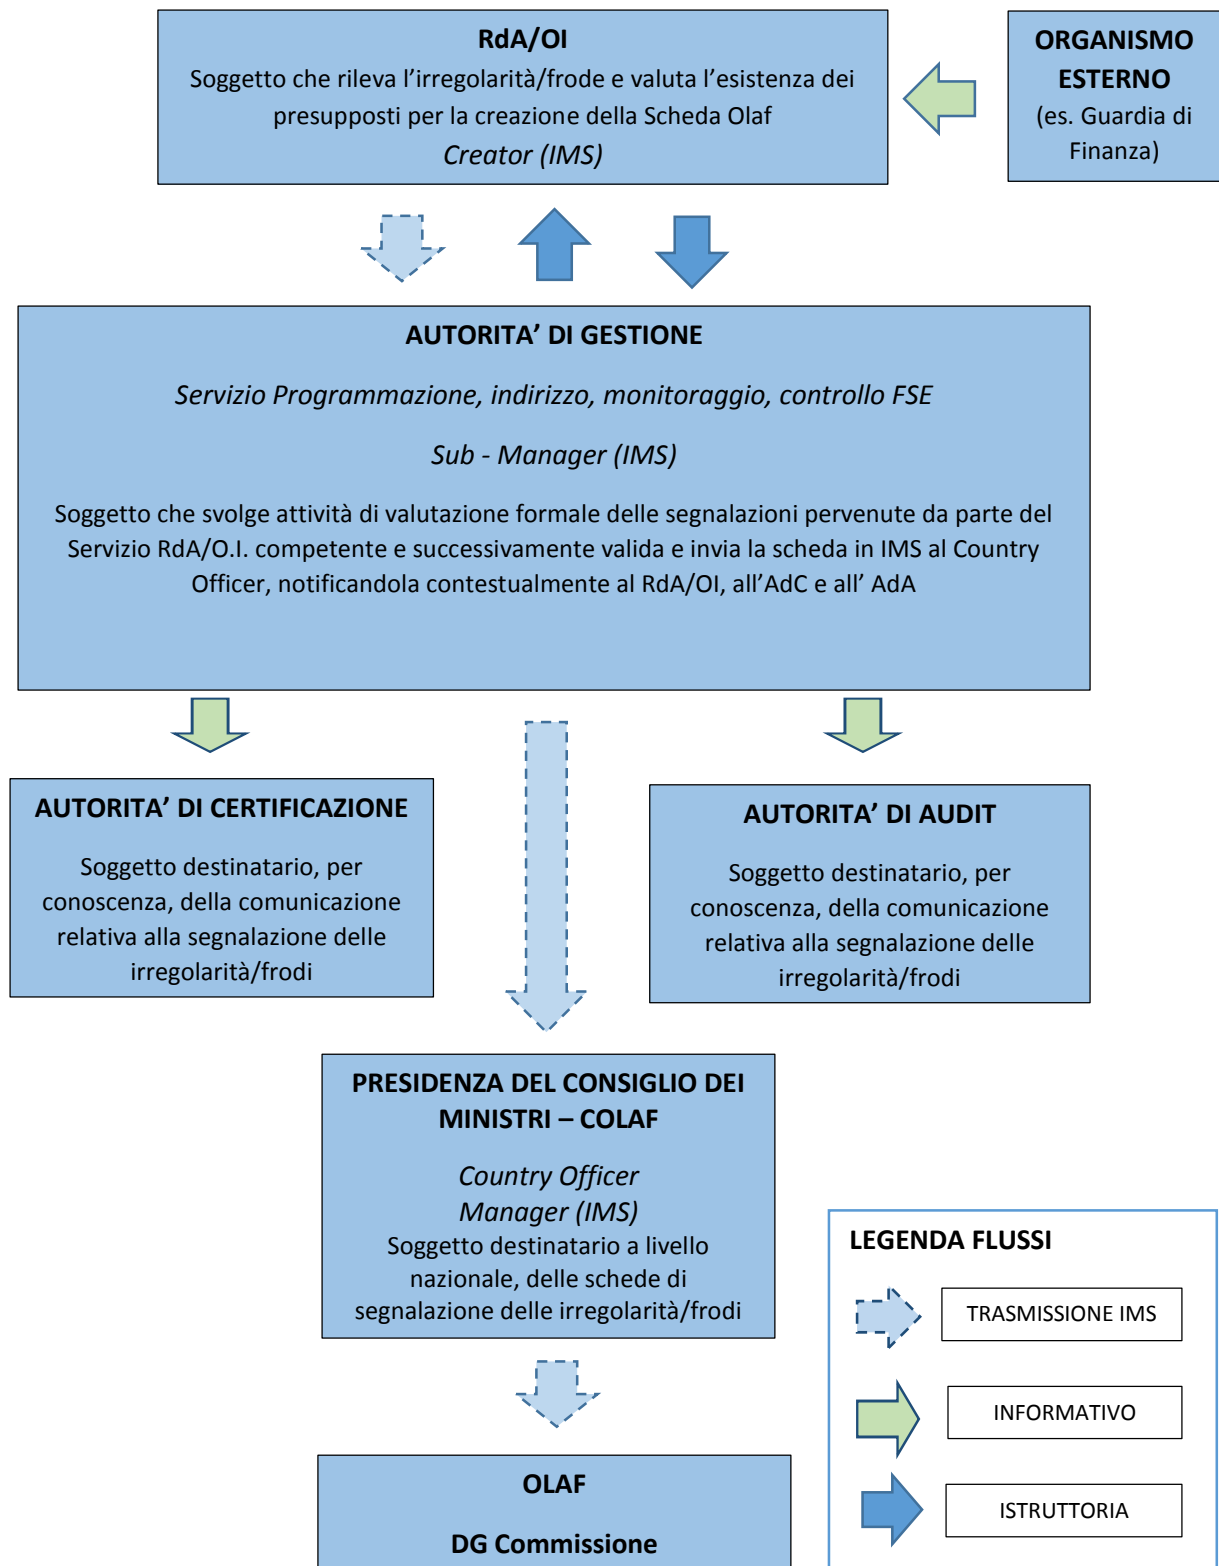 RdA/OI
Soggetto che rileva l’irregolarità/frode e valuta l’esistenza dei
presupposti per la creazione della Scheda Olaf
Creator (IMS)
ORGANISMO
ESTERNO
(es. Guardia di
Finanza)
AUTORITA’ DI GESTIONE
Servizio Programmazione, indirizzo, monitoraggio, controllo FSE
Sub - Manager (IMS)
Soggetto che svolge attività di valutazione formale delle segnalazioni pervenute da parte del
Servizio RdA/O.I. competente e successivamente valida e invia la scheda in IMS al Country
Officer, notificandola contestualmente al RdA/OI, all’AdC e all’ AdA
AUTORITA’ DI CERTIFICAZIONE
Soggetto destinatario, per
conoscenza, della comunicazione
relativa alla segnalazione delle
irregolarità/frodi
AUTORITA’ DI AUDIT
Soggetto destinatario, per
conoscenza, della comunicazione
relativa alla segnalazione delle
irregolarità/frodi
PRESIDENZA DEL CONSIGLIO DEI
MINISTRI – COLAF
Country Officer
Manager (IMS)
Soggetto destinatario a livello
nazionale, delle schede di
segnalazione delle irregolarità/frodi
OLAF
DG Commissione
LEGENDA FLUSSI
TRASMISSIONE IMS
INFORMATIVO
ISTRUTTORIA